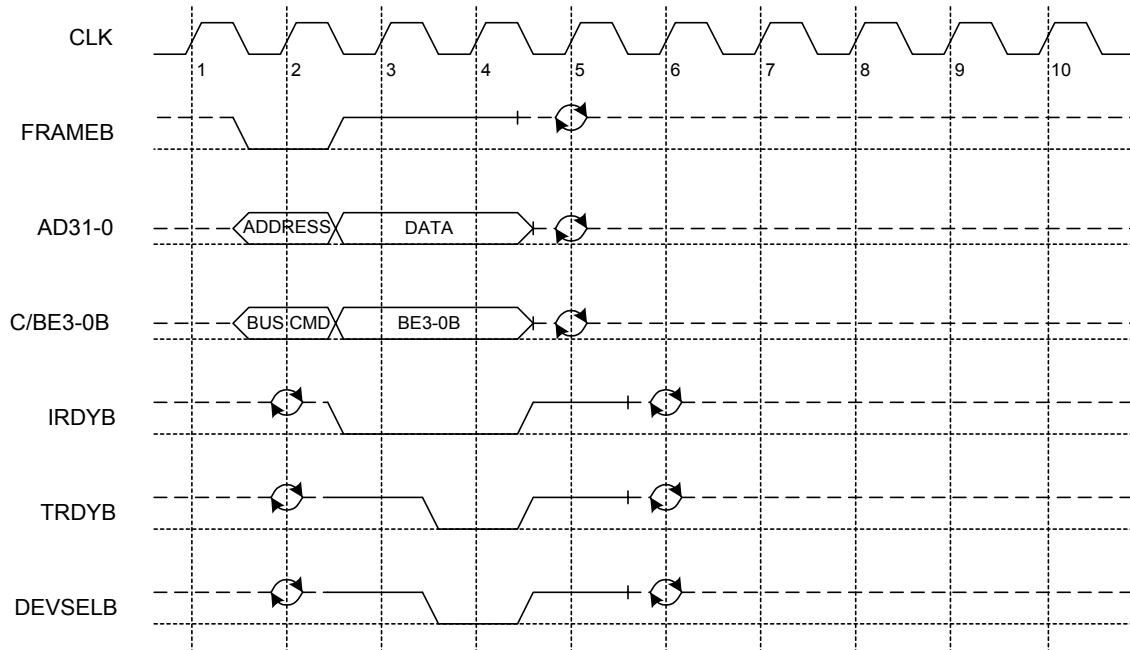 CLK
1 2 3 4 5 6 7 8 9 10
FRAMEB
AD31-0 ADDRESS DATA
C/BE3-0B BUS CMD BE3-0B
IRDYB
TRDYB
DEVSELB